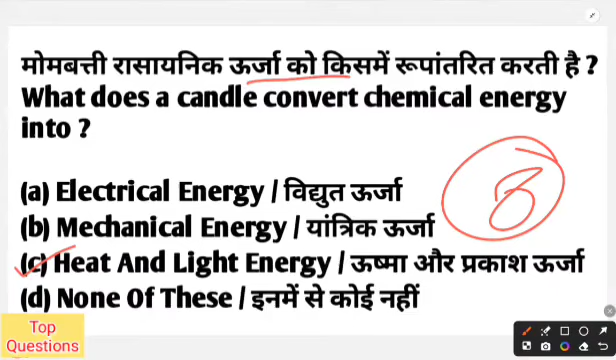 मोमबत्ती रासायनिक ऊर्जा को किसमें रूपांतरित करती है ?
What does a candle convert chemical energy
into ?
(a) Electrical Energy / विद्युत ऊर्जा
(b) Mechanical Energy / यांत्रिक ऊर्जा
(c) Heat And Light Energy / ऊष्मा और प्रकाश ऊर्जा
(d) None Of These / इनमें से कोई नहीं
Top
Questions